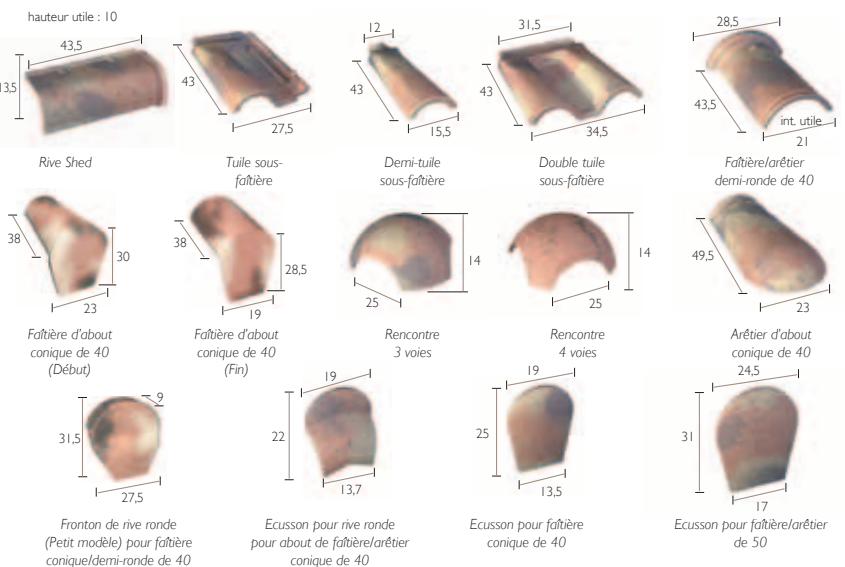 hauteur utile : 10
43,5
13,5
Rive Shed
43
27,5
Tuile sous-
faîtière
12
43
15,5
Demi-tuile
sous-faîtière
31,5
43
34,5
Double tuile
sous-faîtière
28,5
43,5
int. utile
21
Faîtière/arêtier
demi-ronde de 40
38
30
23
Faîtière d'about
conique de 40
(Début)
38
28,5
19
Faîtière d'about
conique de 40
(Fin)
14
25
Rencontre
3 voies
14
25
Rencontre
4 voies
49,5
23
Arêtier d'about
conique de 40
9
31,5
27,5
Fronton de rive ronde
(Petit modèle) pour faîtière
conique/demi-ronde de 40
19
22
13,7
Ecusson pour rive ronde
pour about de faîtière/arêtier
conique de 40
19
25
13,5
Ecusson pour faîtière
conique de 40
24,5
31
17
Ecusson pour faîtière/arêtier
de 50